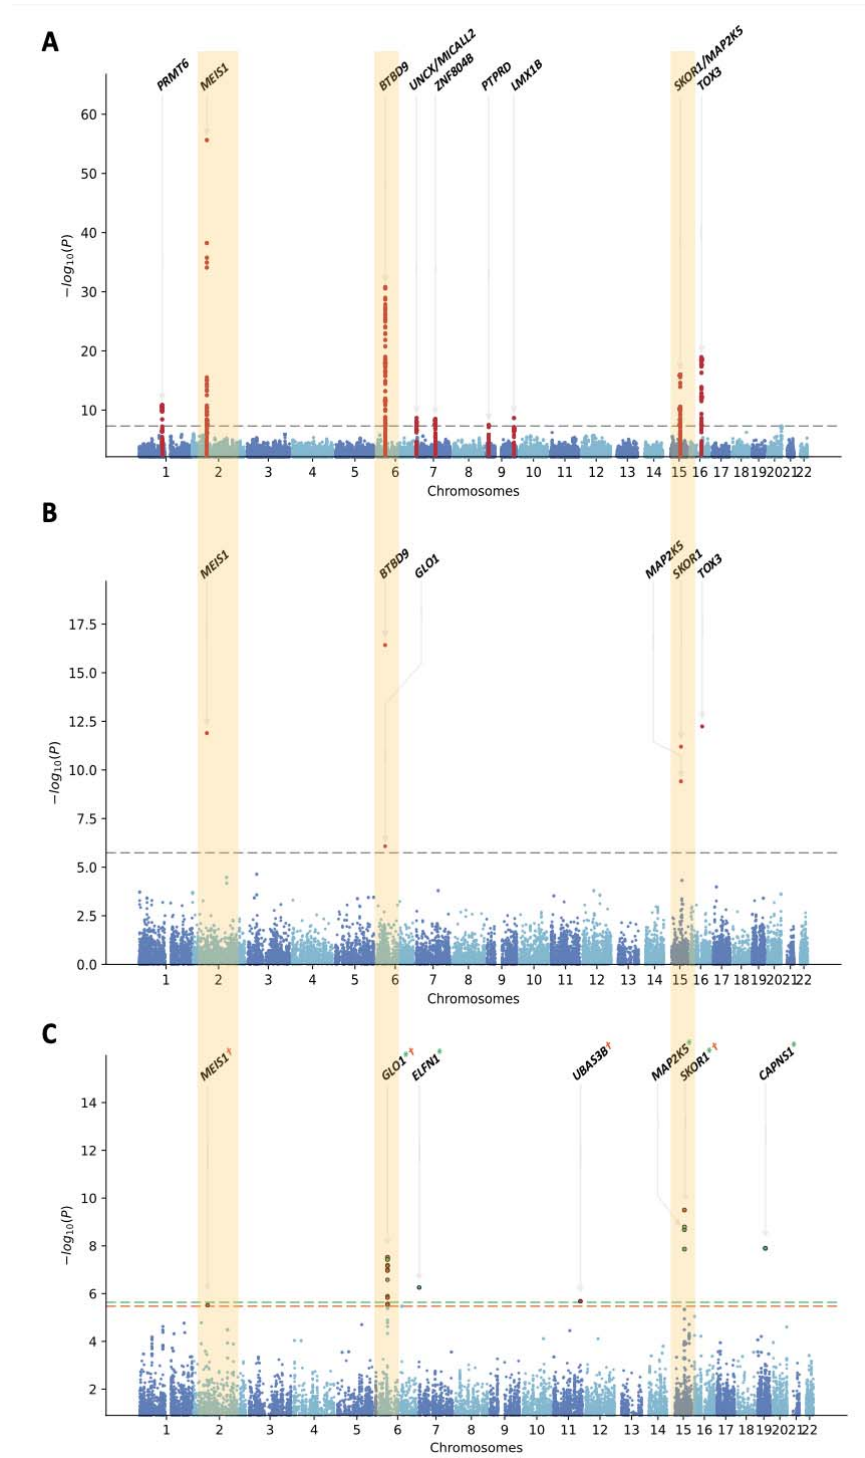 A
PRMT6 MEIS1 BTBD9 UNCX/MICALL2 ZNF804B PTPRD LMX1B SKOR1/MAP2K5 TOX3
60
50
40
30
20
10
−log10(P)
1 2 3 4 5 6 7 8 9 10 11 12 13 14 15 16 17 18 19 20 21 22
Chromosomes
B
MEIS1 BTBD9 GLO1 MAP2K5 SKOR1 TOX3
17.5
15.0
12.5
10.0
7.5
5.0
2.5
0.0
−log10(P)
1 2 3 4 5 6 7 8 9 10 11 12 13 14 15 16 17 18 19 20 21 22
Chromosomes
C
MEIS1 GLO1 ELFN1 UBA53B MAP2K5 SKOR1 CAPNS1
14
12
10
8
6
4
2
−log10(P)
1 2 3 4 5 6 7 8 9 10 11 12 13 14 15 16 17 18 19 20 21 22
Chromosomes